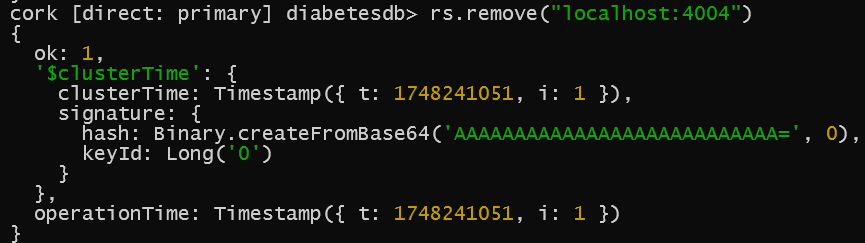 cork [direct: primary] diabetesdb> rs.remove("localhost:4004")
{
  ok: 1,
  '$clusterTime': {
    clusterTime: Timestamp({ t: 1748241051, i: 1 }),
    signature: {
      hash: Binary.createFromBase64('AAAAAAAAAAAAAAAAAAAAAAAAAAA=', 0),
      keyId: Long('0')
    }
  },
  operationTime: Timestamp({ t: 1748241051, i: 1 })
}